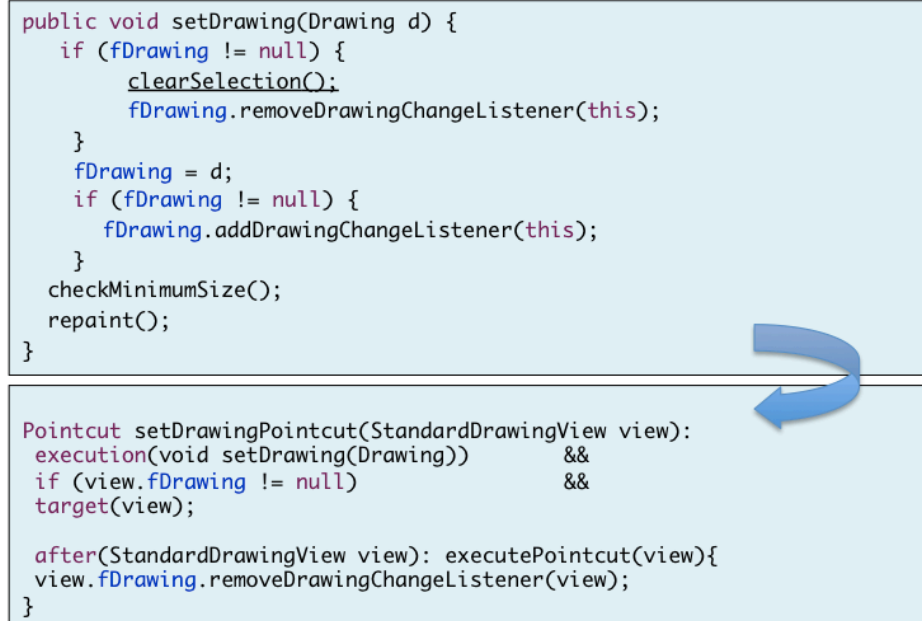 public void setDrawing(Drawing d) {
if (fDrawing != null) {
clearSelection();
fDrawing.removeDrawingChangeListener(this);
}
fDrawing = d;
if (fDrawing != null) {
fDrawing.addDrawingChangeListener(this);
}
checkMinimumSize();
repaint();
}
Pointcut setDrawingPointcut(StandardDrawingView view):
execution(void setDrawing(Drawing)) &&
if (view.fDrawing != null) &&
target(view);
after(StandardDrawingView view): executePointcut(view){
view.fDrawing.removeDrawingChangeListener(view);
}